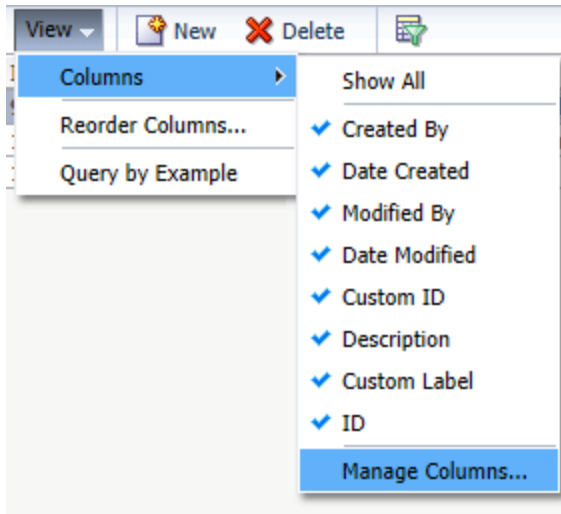 View
New
Delete
Columns
Reorder Columns...
Query by Example
Show All
Created By
Date Created
Modified By
Date Modified
Custom ID
Description
Custom Label
ID
Manage Columns...